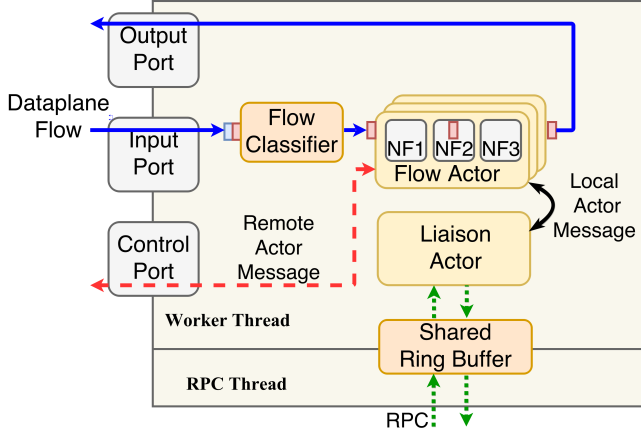 Output
Port
Dataplane
Flow
Input
Port
Flow
Classifier
NF1
NF2
NF3
Flow Actor
Local
Actor
Message
Control
Port
Remote
Actor
Message
Liaison
Actor
Worker Thread
Shared
Ring Buffer
RPC Thread
RPC